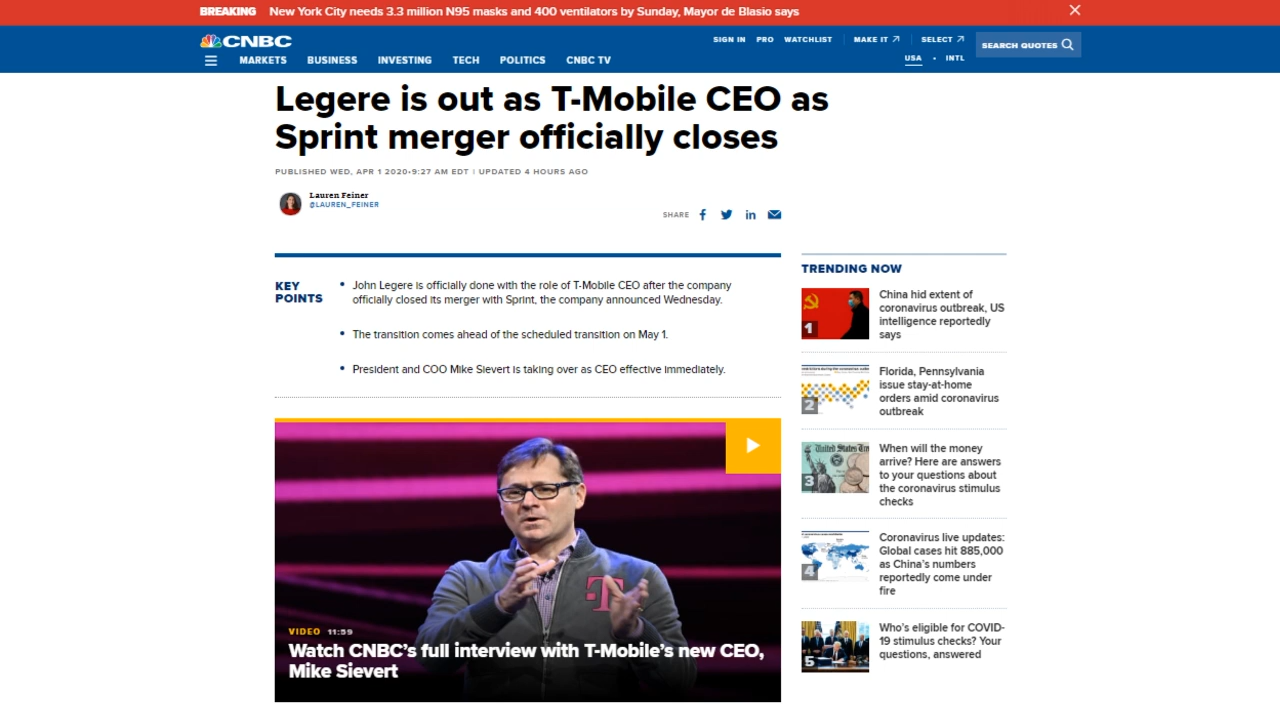 BREAKING New York City needs 3.3 million N95 masks and 400 ventilators by Sunday, Mayor de Blasio says
CNBC
SIGN IN PRO WATCHLIST MAKE IT SELECT
SEARCH QUOTES
MARKETS BUSINESS INVESTING TECH POLITICS CNBC TV
USA • INTL
Legere is out as T-Mobile CEO as
Sprint merger officially closes
PUBLISHED WED, APR 1 2020•9:27 AM EDT | UPDATED 4 HOURS AGO
Lauren Feiner
@LAUREN_FEINER
SHARE
KEY
POINTS
• John Legere is officially done with the role of T-Mobile CEO after the company
officially closed its merger with Sprint, the company announced Wednesday.
• The transition comes ahead of the scheduled transition on May 1.
• President and COO Mike Sievert is taking over as CEO effective immediately.
VIDEO 11:59
Watch CNBC's full interview with T-Mobile's new CEO,
Mike Sievert
TRENDING NOW
1
China hid extent of
coronavirus outbreak, US
intelligence reportedly
says
2
Florida, Pennsylvania
issue stay-at-home
orders amid coronavirus
outbreak
3
When will the money
arrive? Here are answers
to your questions about
the coronavirus stimulus
checks
4
Coronavirus live updates:
Global cases hit 885,000
as China's numbers
reportedly come under
fire
5
Who's eligible for COVID-
19 stimulus checks? Your
questions, answered